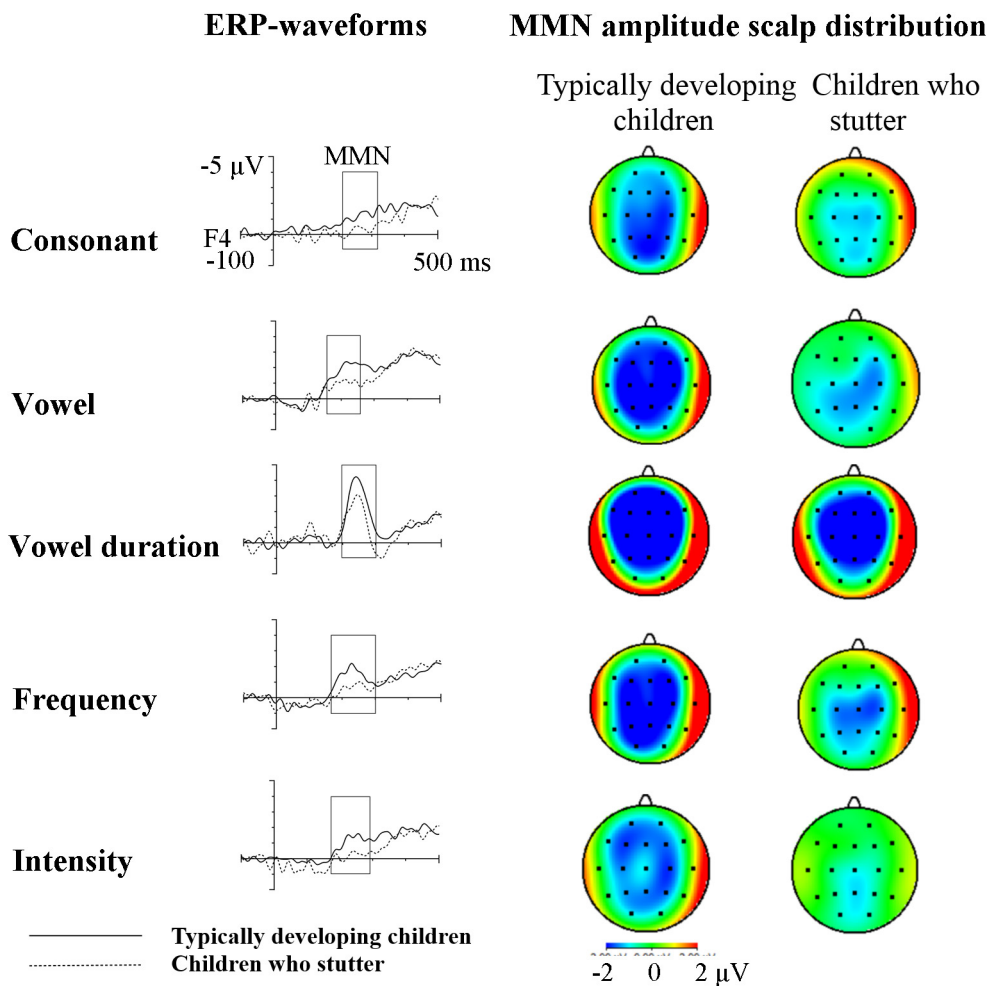 ERP-waveforms
MMN amplitude scalp distribution
Typically developing children
Children who stutter
-5 µV
MMN
Consonant
F4
-100
500 ms
Vowel
Vowel duration
Frequency
Intensity
Typically developing children
Children who stutter
-2 0 2 µV